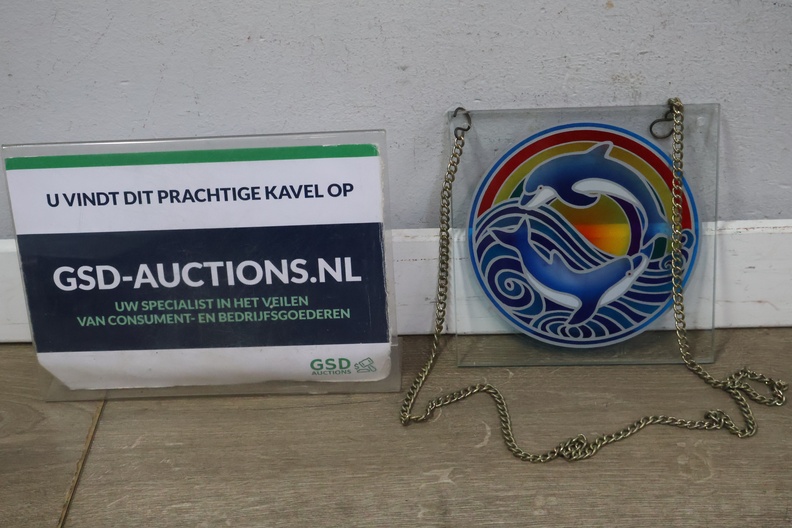 U VINDT DIT PRACHTIGE KAVEL OP
GSD-AUCTIONS.NL
UW SPECIALIST IN HET VEILEN
VAN CONSUMENT- EN BEDRIJFSGOEDEREN
GSD
AUCTIONS